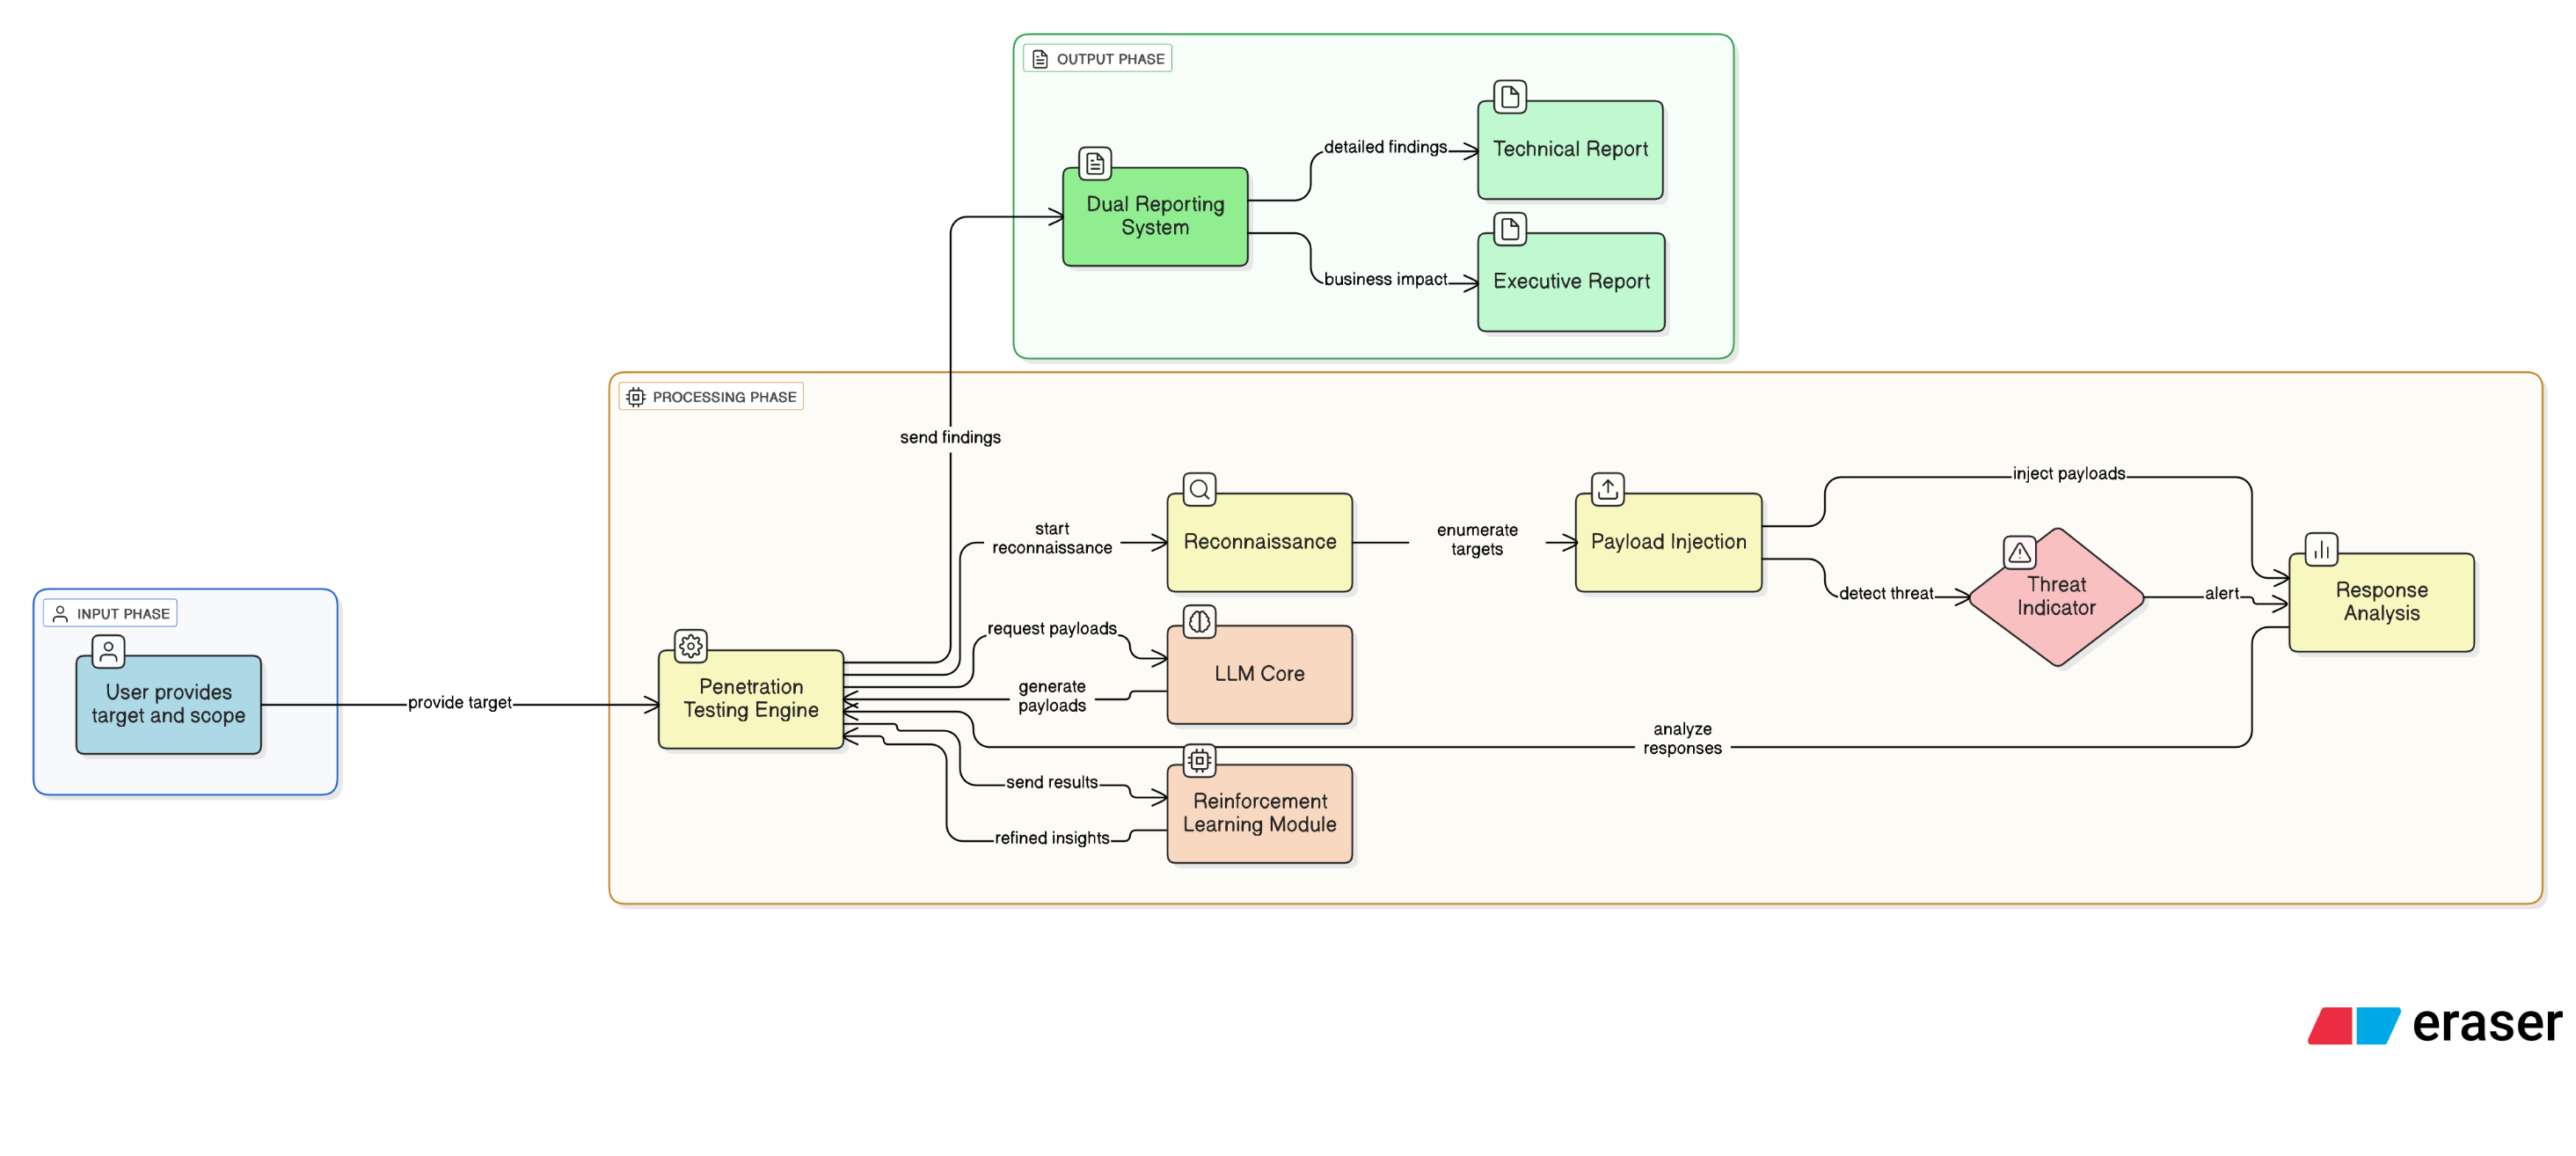 OUTPUT PHASE
detailed findings
Technical Report
Dual Reporting
System
business impact
Executive Report
PROCESSING PHASE
send findings
start
reconnaissance
Reconnaissance
enumerate
targets
Payload Injection
inject payloads
detect threat
Threat
Indicator
alert
Response
Analysis
INPUT PHASE
User provides
target and scope
provide target
Penetration
Testing Engine
request payloads
LLM Core
generate
payloads
analyze
responses
send results
Reinforcement
Learning Module
refined insights
eraser